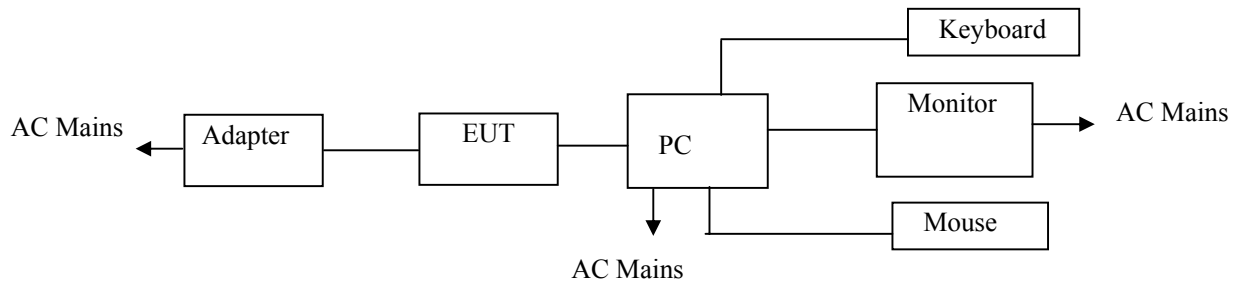 Keyboard
Monitor
AC Mains
AC Mains
Adapter
EUT
PC
Mouse
AC Mains